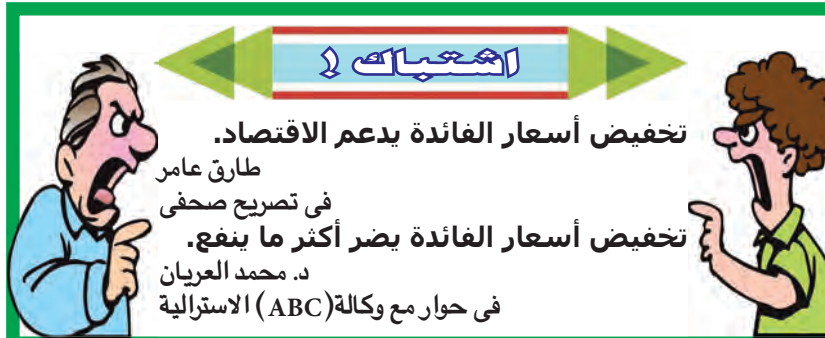 اشتباك !
تخفيض أسعار الفائدة يدعم الاقتصاد.
طارق عامر
فى تصريح صحفى
تخفيض أسعار الفائدة يضر أكثر ما ينفع.
د. محمد العريان
فى حوار مع وكالة(ABC) الاسترالية